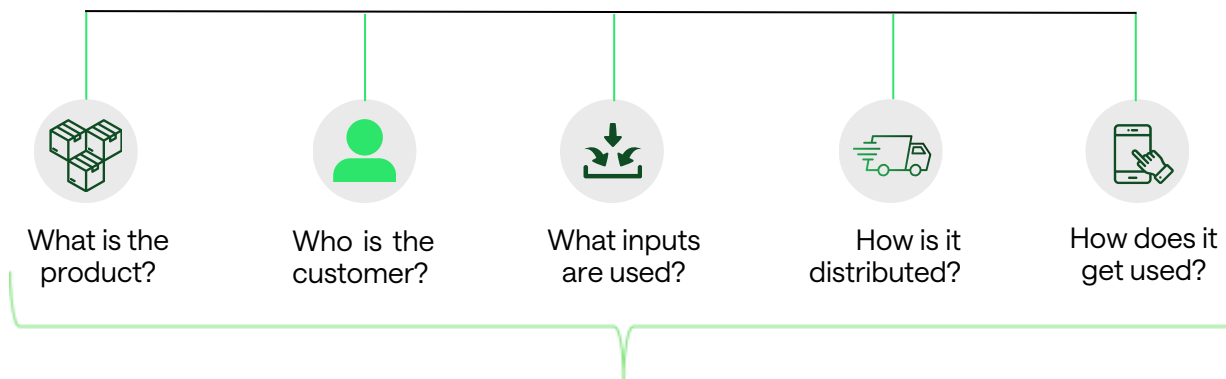 What is the
product?
Who is the
customer?
What inputs
are used?
How is it
distributed?
How does it
get used?